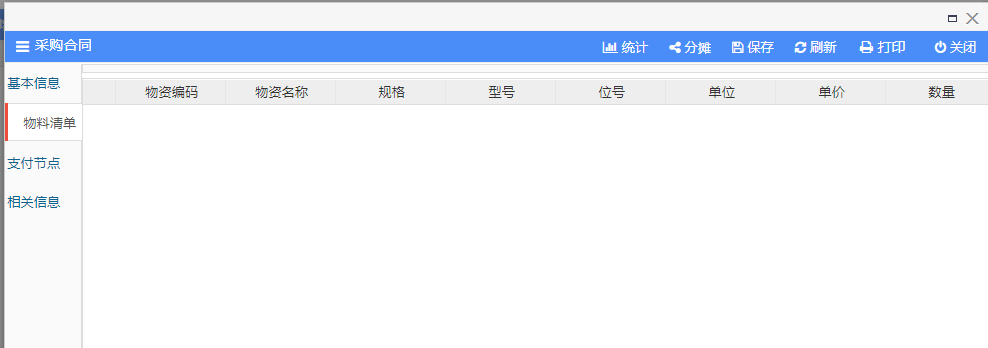 采购合同 统计 分摊 保存 刷新 打印 关闭
基本信息
物资编码 物资名称 规格 型号 位号 单位 单价 数量
物料清单
支付节点
相关信息